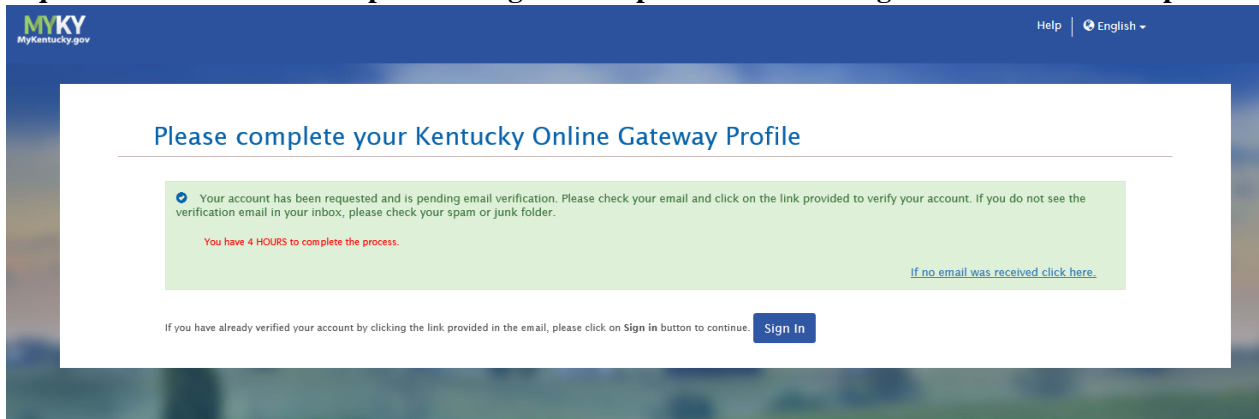 MYKY
MyKentucky.gov
Help
English
Please complete your Kentucky Online Gateway Profile
Your account has been requested and is pending email verification. Please check your email and click on the link provided to verify your account. If you do not see the
verification email in your inbox, please check your spam or junk folder.
You have 4 HOURS to complete the process.
If no email was received click here.
If you have already verified your account by clicking the link provided in the email, please click on Sign in button to continue. Sign In